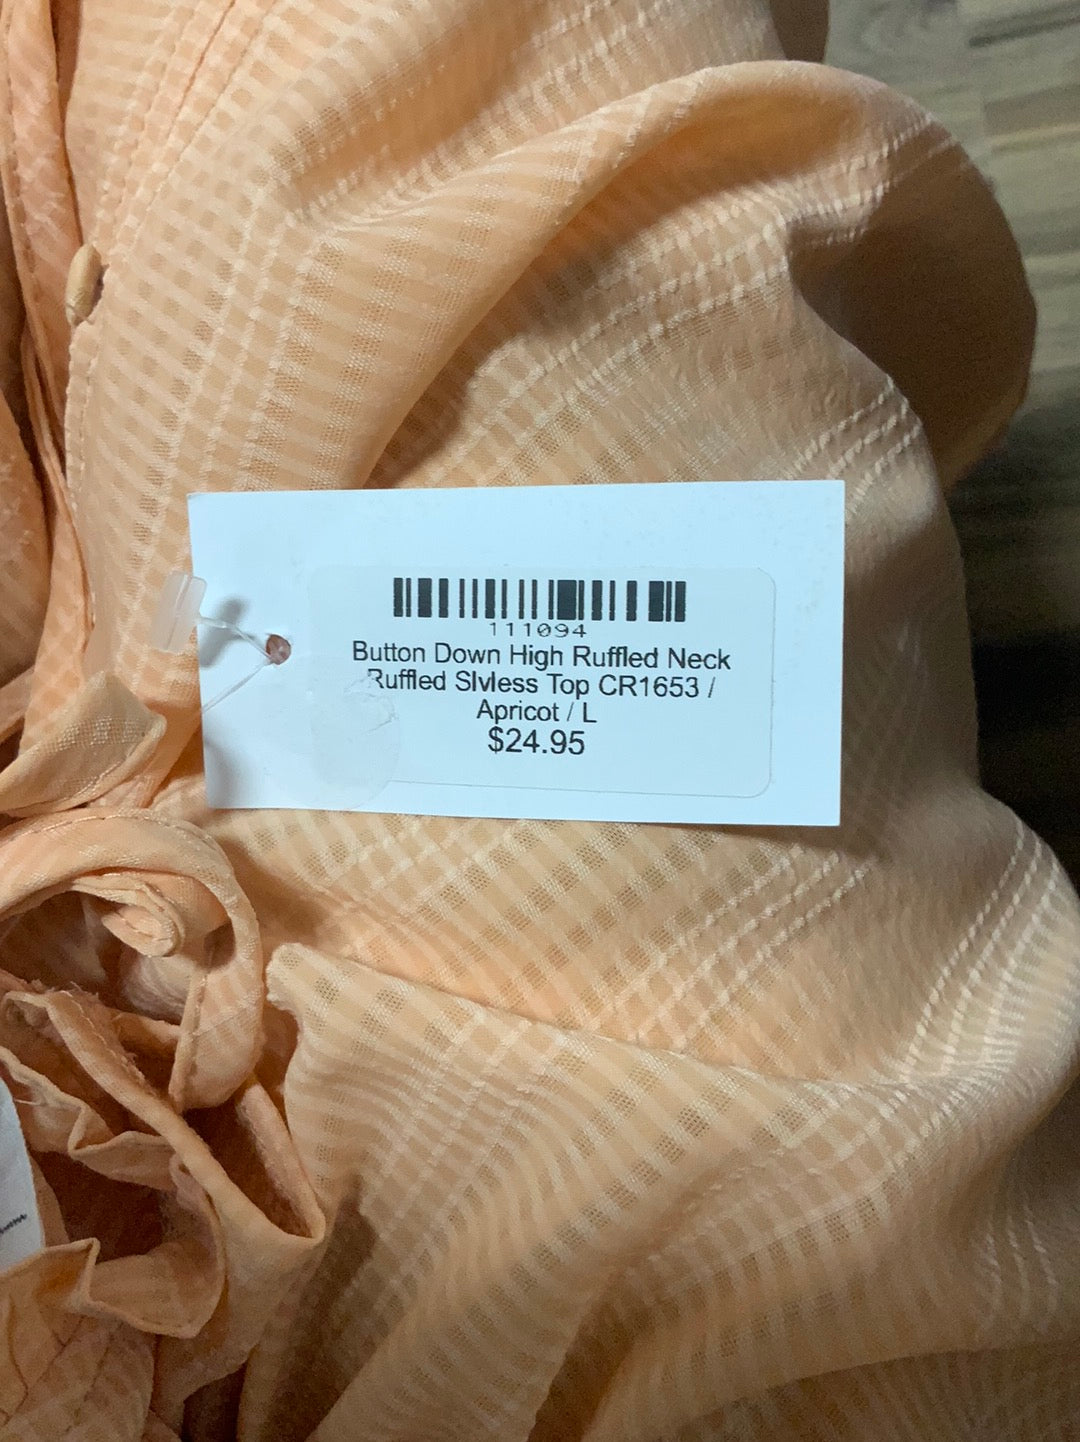 111094
Button Down High Ruffled Neck
Ruffled Slvless Top CR1653 /
Apricot / L
$24.95